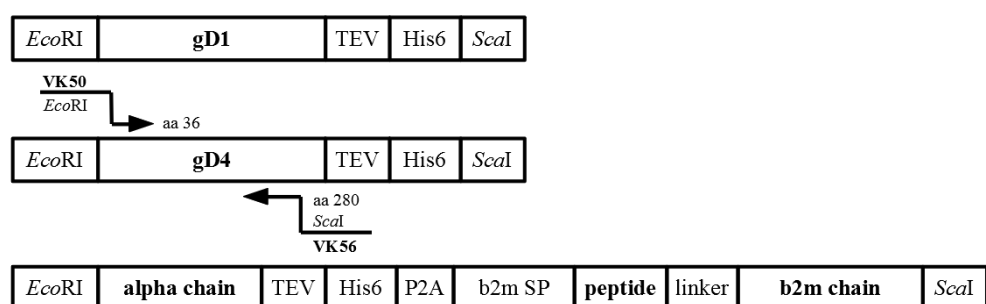 EcoRI gD1 TEV His6 ScaI
VK50
EcoRI
aa 36
EcoRI gD4 TEV His6 ScaI
aa 280
ScaI
VK56
EcoRI alpha chain TEV His6 P2A b2m SP peptide linker b2m chain ScaI